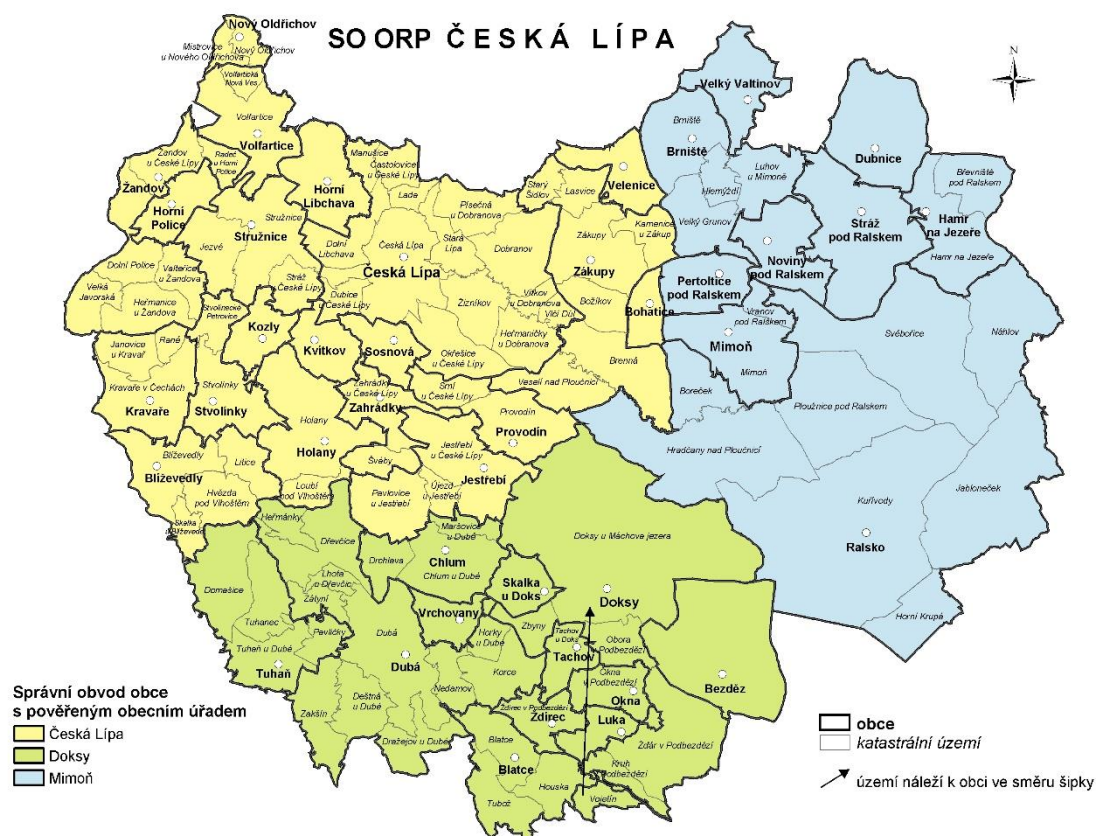 SO ORP ČESKÁ LÍPA
N
Nový Oldřichov
Mistrovice
u Nového Oldřichova
Nový Oldřichov
Volfartická
Nová Ves
Volfartice
Volfartice
Žandov
u České Lípy
Radeč
u Horní
Police
Žandov
Horní
Police
Horní
Libchava
Manušice
Častolovice
u České Lípy
Lada
Písečná
u Dobranova
Starý
Šidlov
Lasvice
Velenice
Kamenice
u Zákup
Stružnice
Stružnice
Jezvé
Dolní
Libchava
Česká Lípa
Stará
Lípa
Dobranov
Česká Lípa
Zákupy
Zákupy
Dolní Police
Valteřice
u Žandova
Velká
Javorská
Heřmanice
u Žandova
Stráž
u České Lípy
Dubice
u České Lípy
Žizníkov
Vítkov
u Dobranova
Vlčí Důl
Božíkov
Bohatice
Stvolínecké
Petrovice
Kozly
Kvítkov
Sosnová
Heřmaničky
u Dobranova
Okřešice
u České Lípy
Brenná
Janovice
u Kravař
Rané
Kravaře v Čechách
Kravaře
Stvolínky
Stvolínky
Zahrádky
u České Lípy
Zahrádky
Srní
u České Lípy
Veselí nad Ploučnicí
Holany
Holany
Provodín
Provodín
Blíževedly
Blíževedly
Litice
Hvězda
pod Vlhoštěm
Skalka
u Blíževedel
Loubí
pod Vlhoštěm
Šváby
Jestřebí
u České Lípy
Jestřebí
Újezd
u Jestřebí
Pavlovice
u Jestřebí
Velký Valtinov
Brniště
Brniště
Luhov
u Mimoně
Hlemýždí
Velký Grunov
Dubnice
Břevniště
pod Ralskem
Hamr
na Jezeře
Hamr na Jezeře
Stráž
pod Ralskem
Noviny
pod Ralskem
Pertoltice
pod Ralskem
Vranov
pod Ralskem
Mimoň
Mimoň
Svébořice
Náhlov
Boreček
Ploužnice pod Ralskem
Hradčany nad Ploučnicí
Kuřívody
Jabloneček
Ralsko
Horní Krupá
Heřmánky
Dřevčice
Drchlava
Maršovice
u Dubé
Chlum
Chlum u Dubé
Doksy u Máchova jezera
Domašice
Lhota
u Dřevčic
Zátyní
Skalka
u Doks
Doksy
Vrchovany
Tuhanec
Pavličky
Tuhaň u Dubé
Tuhaň
Dubá
Dubá
Horky
u Dubé
Zbyny
Tachov
u Doks
Tachov
Obora
v Podbezdězí
Korce
Nedamov
Okna
v Podbezdězí
Okna
Bezděz
Zakšín
Deštná
u Dubé
Dražejov u Dubé
Ždírec v Podbezdězí
Ždírec
Luka
Žďár v Podbezdězí
Blatce
Blatce
Kruh
v Podbezdězí
Houska
Tubož
Vojetín
Správní obvod obce
s pověřeným obecním úřadem
Česká Lípa
Doksy
Mimoň
obce
katastrální území
území náleží k obci ve směru šipky